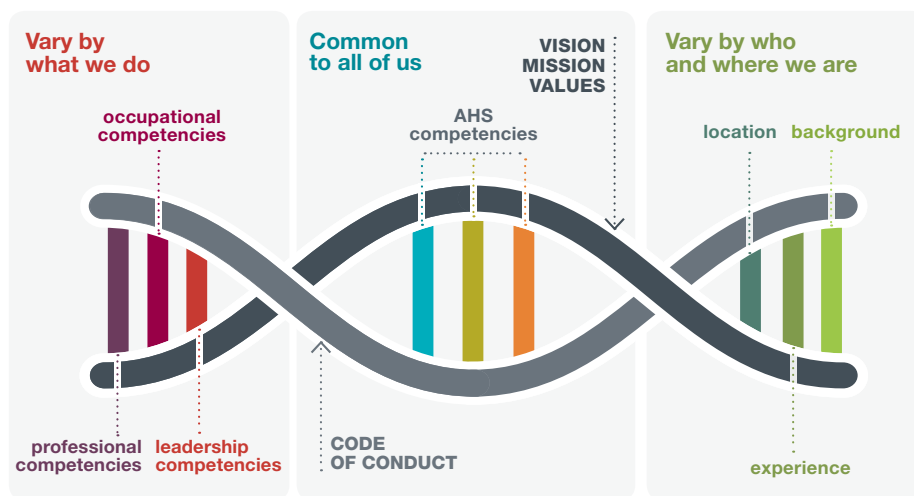 Vary by
what we do
occupational
competencies
professional
competencies
leadership
competencies
Common
to all of us
VISION
MISSION
VALUES
AHS
competencies
CODE
OF CONDUCT
Vary by who
and where we are
location
background
experience